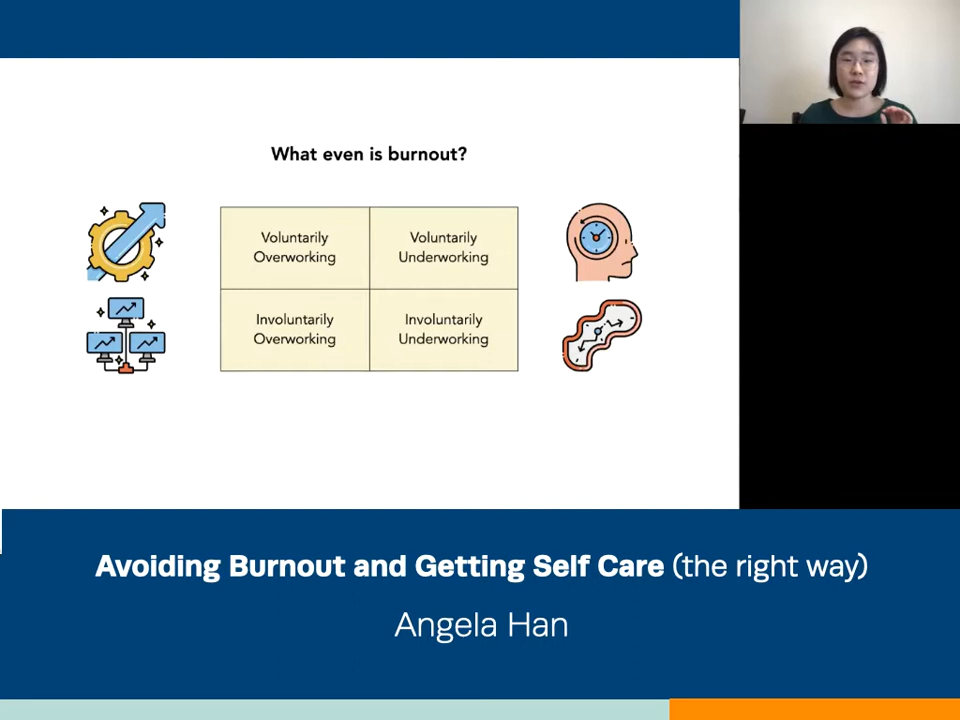 What even is burnout?
Voluntarily
Overworking
Voluntarily
Underworking
Involuntarily
Overworking
Involuntarily
Underworking
Avoiding Burnout and Getting Self Care (the right way)
Angela Han